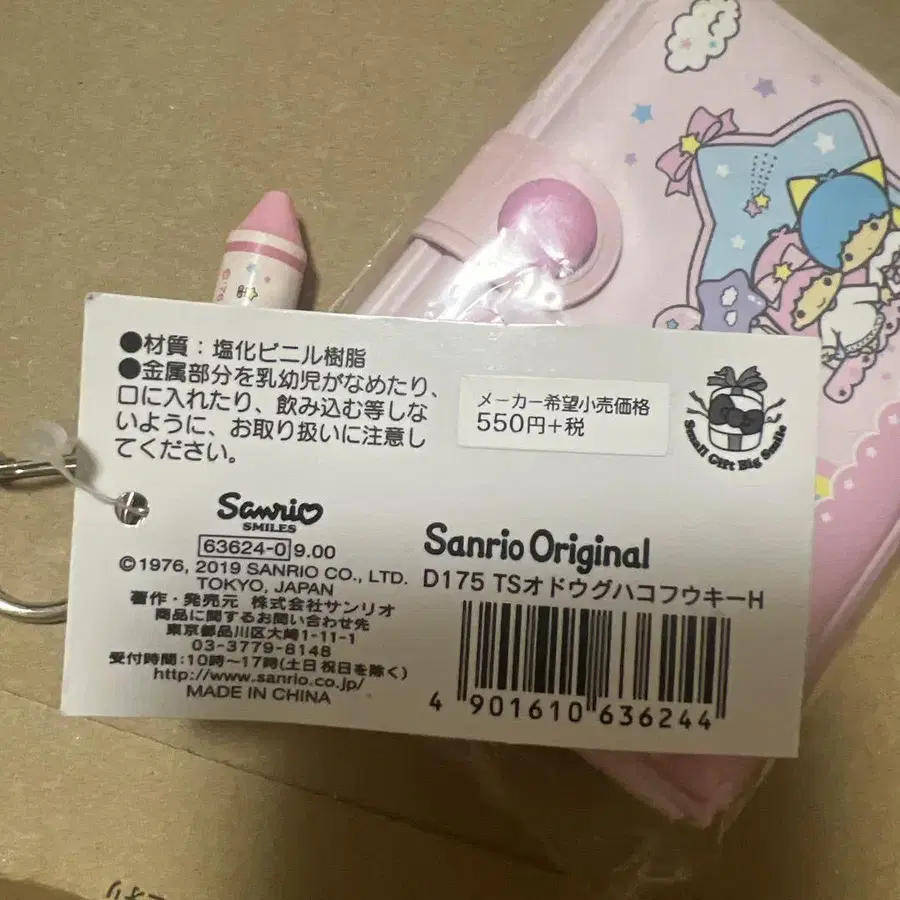 ●材質：塩化ビニル樹脂
●金属部分を乳幼児がなめたり、
口に入れたり、飲み込む等しな
いように、お取り扱いに注意し
てください。
メーカー希望小売価格
550円+税
Small Gift Big Smile
Sanrio
SMILES
63624-0 9.00
©1976, 2019 SANRIO CO., LTD.
TOKYO, JAPAN
著作・発売元 株式会社サンリオ
商品に関するお問い合わせ先
東京都品川区大崎1-11-1
03-3779-8148
受付時間：10時〜17時(土日祝日を除く)
http://www.sanrio.co.jp/
MADE IN CHINA
Sanrio Original
D175 TSオドウグハコフウキーH
4 901610 636244